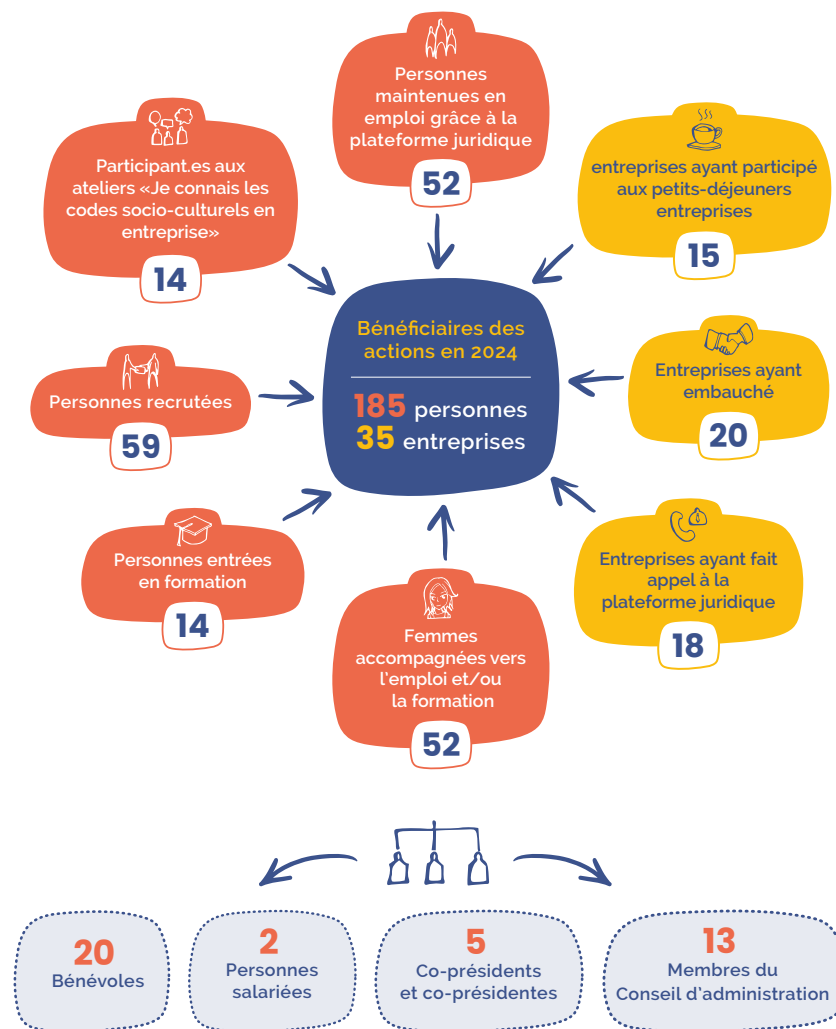 Personnes
maintenues en
emploi grâce à la
plateforme juridique
52
Participant.es aux
ateliers «Je connais les
codes socio-culturels en
entreprise»
14
entreprises ayant participé
aux petits-déjeuners
entreprises
15
Bénéficiaires des
actions en 2024
185 personnes
35 entreprises
Personnes recrutées
59
Entreprises ayant
embauché
20
Personnes entrées
en formation
14
Entreprises ayant fait
appel à la
plateforme juridique
18
Femmes
accompagnées vers
l'emploi et/ou
la formation
52
20
Bénévoles
2
Personnes
salariées
5
Co-présidents
et co-présidentes
13
Membres du
Conseil d'administration